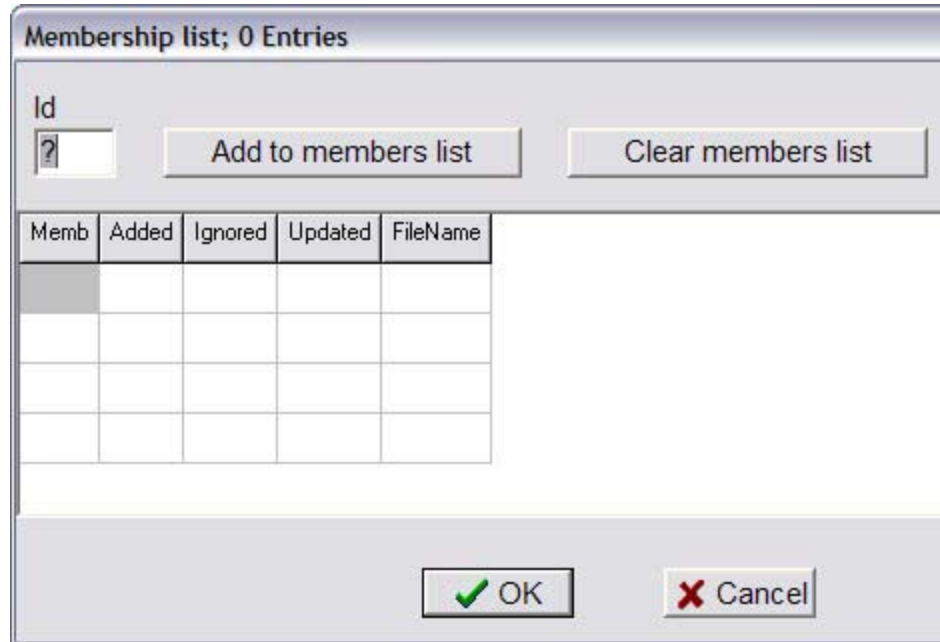 Membership list; 0 Entries
Id
? Add to members list Clear members list
Memb Added Ignored Updated FileName
OK Cancel